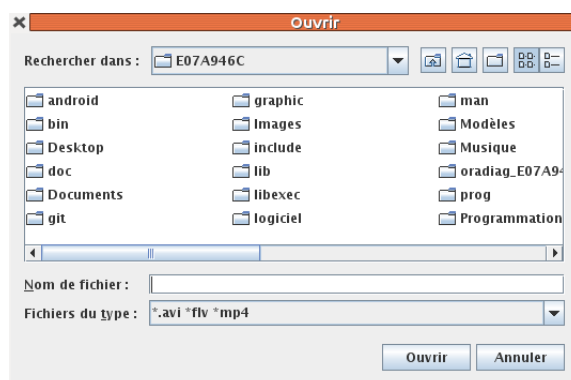 Ouvrir
Rechercher dans : E07A946C
android graphic man
bin Images Modèles
Desktop include Musique
doc lib oradiag_E07A94
Documents libexec prog
git logiciel Programmation
Nom de fichier :
Fichiers du type : *.avi *flv *mp4
Ouvrir Annuler